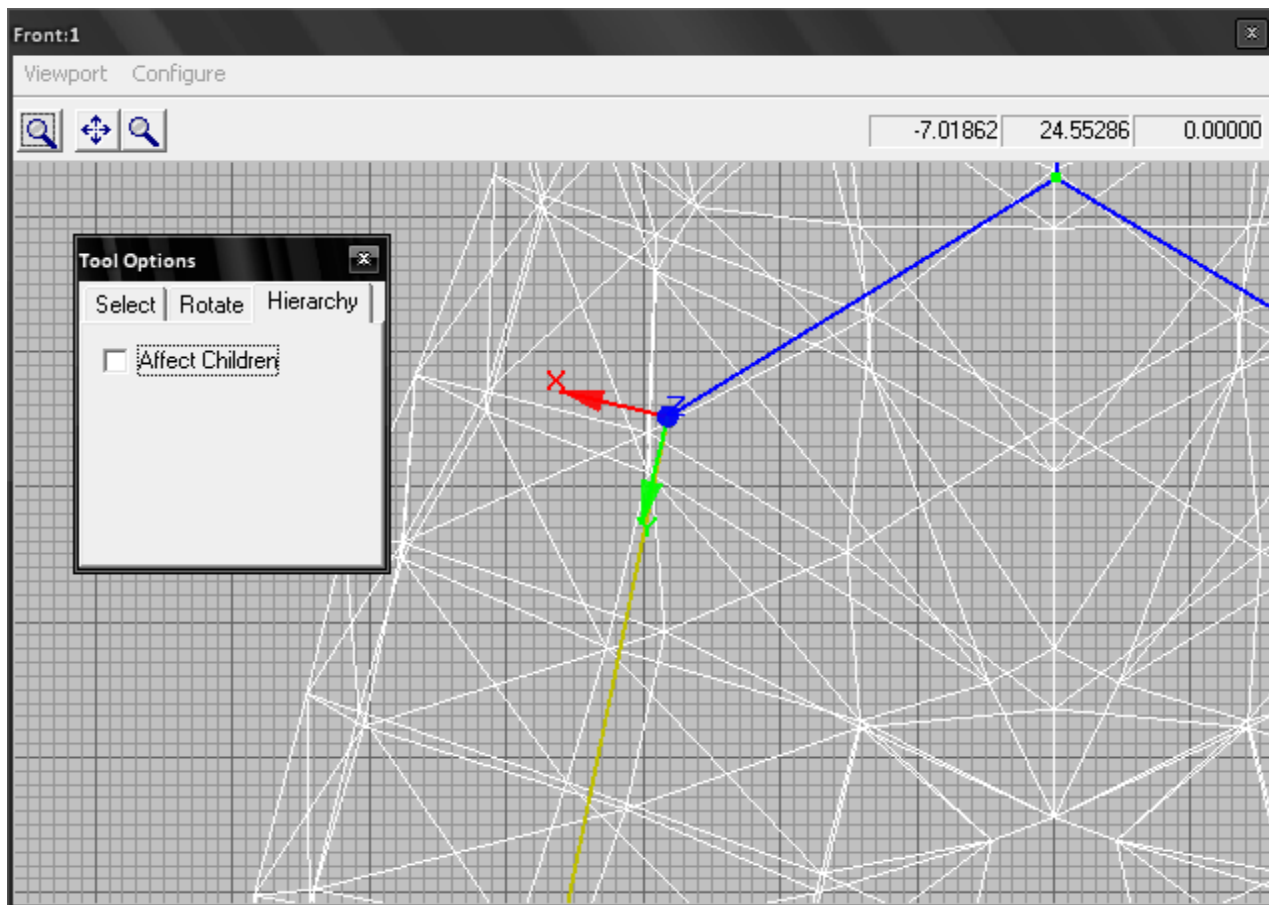 Front:1
x
Viewport Configure
-7.01862 24.55286 0.00000
Tool Options
x
Select Rotate Hierarchy
Affect Children
X
Z
Y